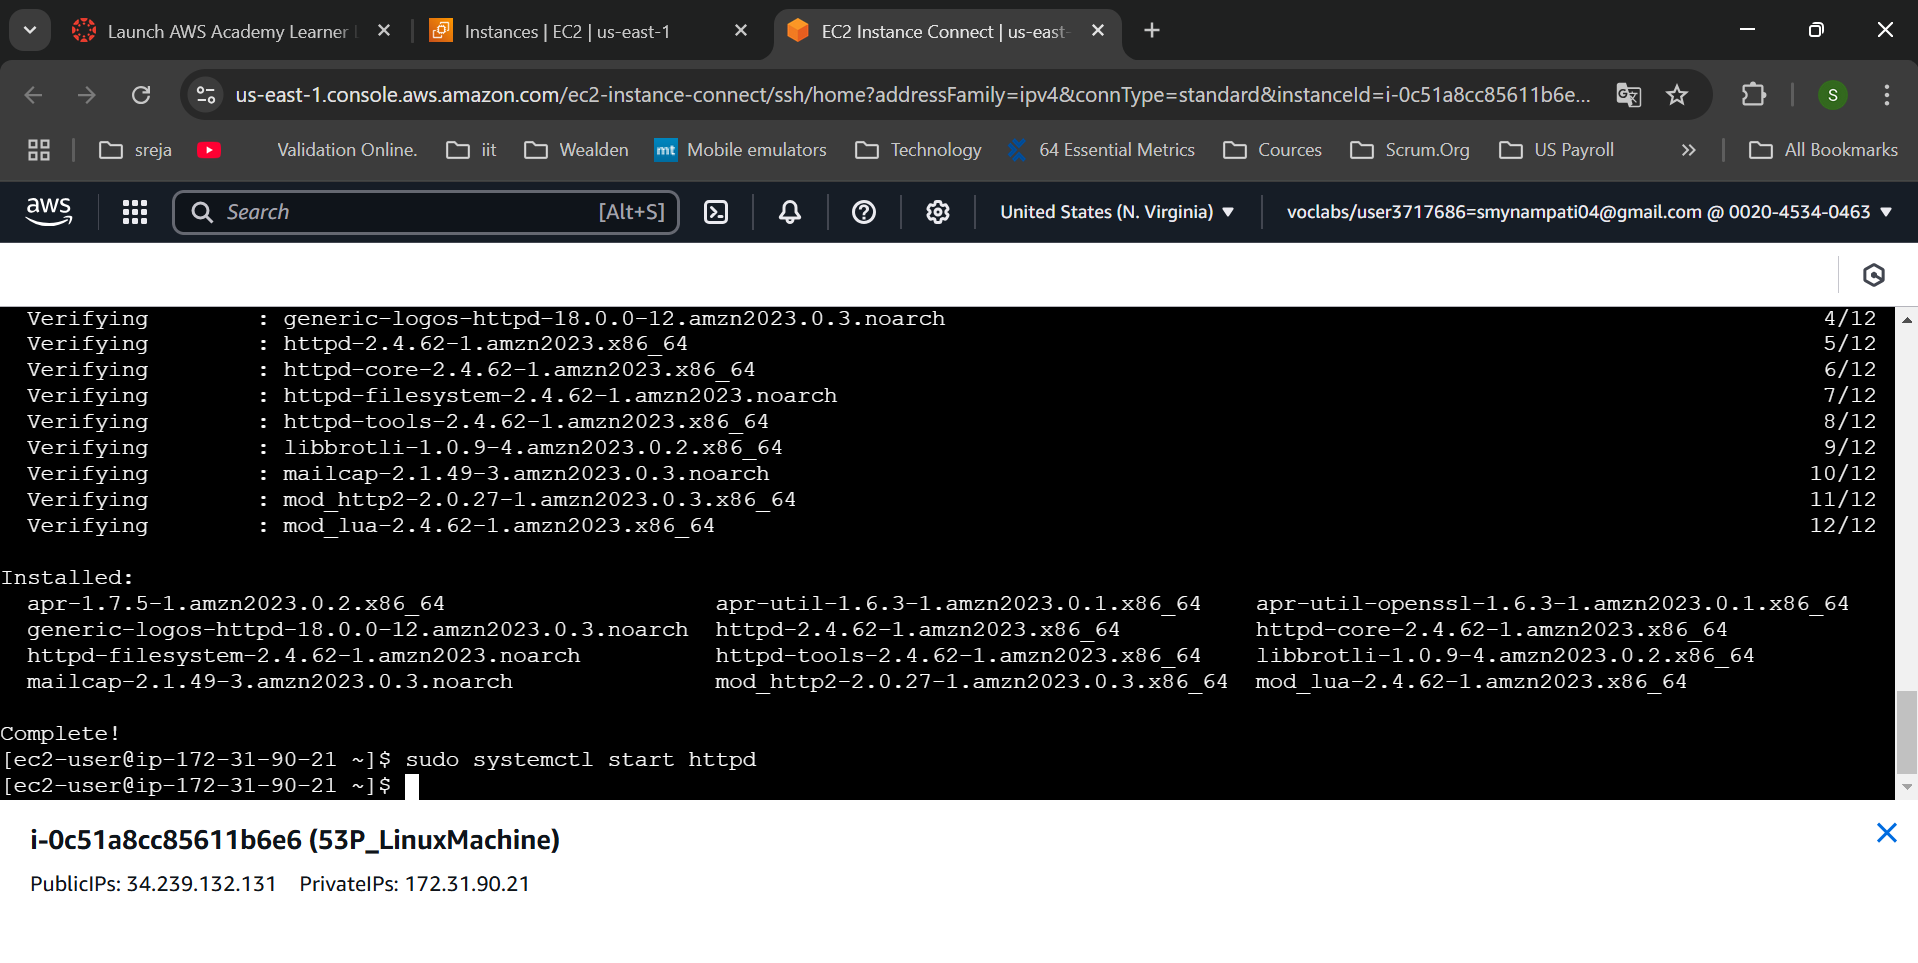 Launch AWS Academy Learner
Instances | EC2 | us-east-1
EC2 Instance Connect | us-east-
us-east-1.console.aws.amazon.com/ec2-instance-connect/ssh/home?addressFamily=ipv4&connType=standard&instanceId=i-0c51a8cc85611b6e...
S
sreja
Validation Online.
iit
Wealden
mt Mobile emulators
Technology
64 Essential Metrics
Cources
Scrum.Org
US Payroll
»
All Bookmarks
aws
Search [Alt+S]
United States (N. Virginia)
voclabs/user3717686=smynampati04@gmail.com @ 0020-4534-0463
Verifying : generic-logos-httpd-18.0.0-12.amzn2023.0.3.noarch 4/12
Verifying : httpd-2.4.62-1.amzn2023.x86_64 5/12
Verifying : httpd-core-2.4.62-1.amzn2023.x86_64 6/12
Verifying : httpd-filesystem-2.4.62-1.amzn2023.noarch 7/12
Verifying : httpd-tools-2.4.62-1.amzn2023.x86_64 8/12
Verifying : libbrotli-1.0.9-4.amzn2023.0.2.x86_64 9/12
Verifying : mailcap-2.1.49-3.amzn2023.0.3.noarch 10/12
Verifying : mod_http2-2.0.27-1.amzn2023.0.3.x86_64 11/12
Verifying : mod_lua-2.4.62-1.amzn2023.x86_64 12/12
Installed:
apr-1.7.5-1.amzn2023.0.2.x86_64 apr-util-1.6.3-1.amzn2023.0.1.x86_64 apr-util-openssl-1.6.3-1.amzn2023.0.1.x86_64
generic-logos-httpd-18.0.0-12.amzn2023.0.3.noarch httpd-2.4.62-1.amzn2023.x86_64 httpd-core-2.4.62-1.amzn2023.x86_64
httpd-filesystem-2.4.62-1.amzn2023.noarch httpd-tools-2.4.62-1.amzn2023.x86_64 libbrotli-1.0.9-4.amzn2023.0.2.x86_64
mailcap-2.1.49-3.amzn2023.0.3.noarch mod_http2-2.0.27-1.amzn2023.0.3.x86_64 mod_lua-2.4.62-1.amzn2023.x86_64
Complete!
[ec2-user@ip-172-31-90-21 ~]$ sudo systemctl start httpd
[ec2-user@ip-172-31-90-21 ~]$
i-0c51a8cc85611b6e6 (53P_LinuxMachine)
PublicIPs: 34.239.132.131 PrivateIPs: 172.31.90.21